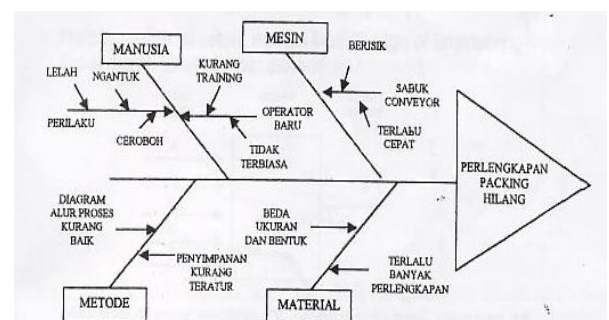 MANUSIA
MESIN
BERISIK
LELAH
NGANTUK
KURANG
TRAINING
SABUK
CONVEYOR
PERILAKU
CEROBOH
OPERATOR
BARU
TERLALU
CEPAT
TIDAK
TERBIASA
PERLENGKAPAN
PACKING
HILANG
DIAGRAM
ALUR PROSES
KURANG
BAIK
BEDA
UKURAN
DAN BENTUK
PENYIMPANAN
KURANG
TERATUR
TERLALU
BANYAK
PERLENGKAPAN
METODE
MATERIAL